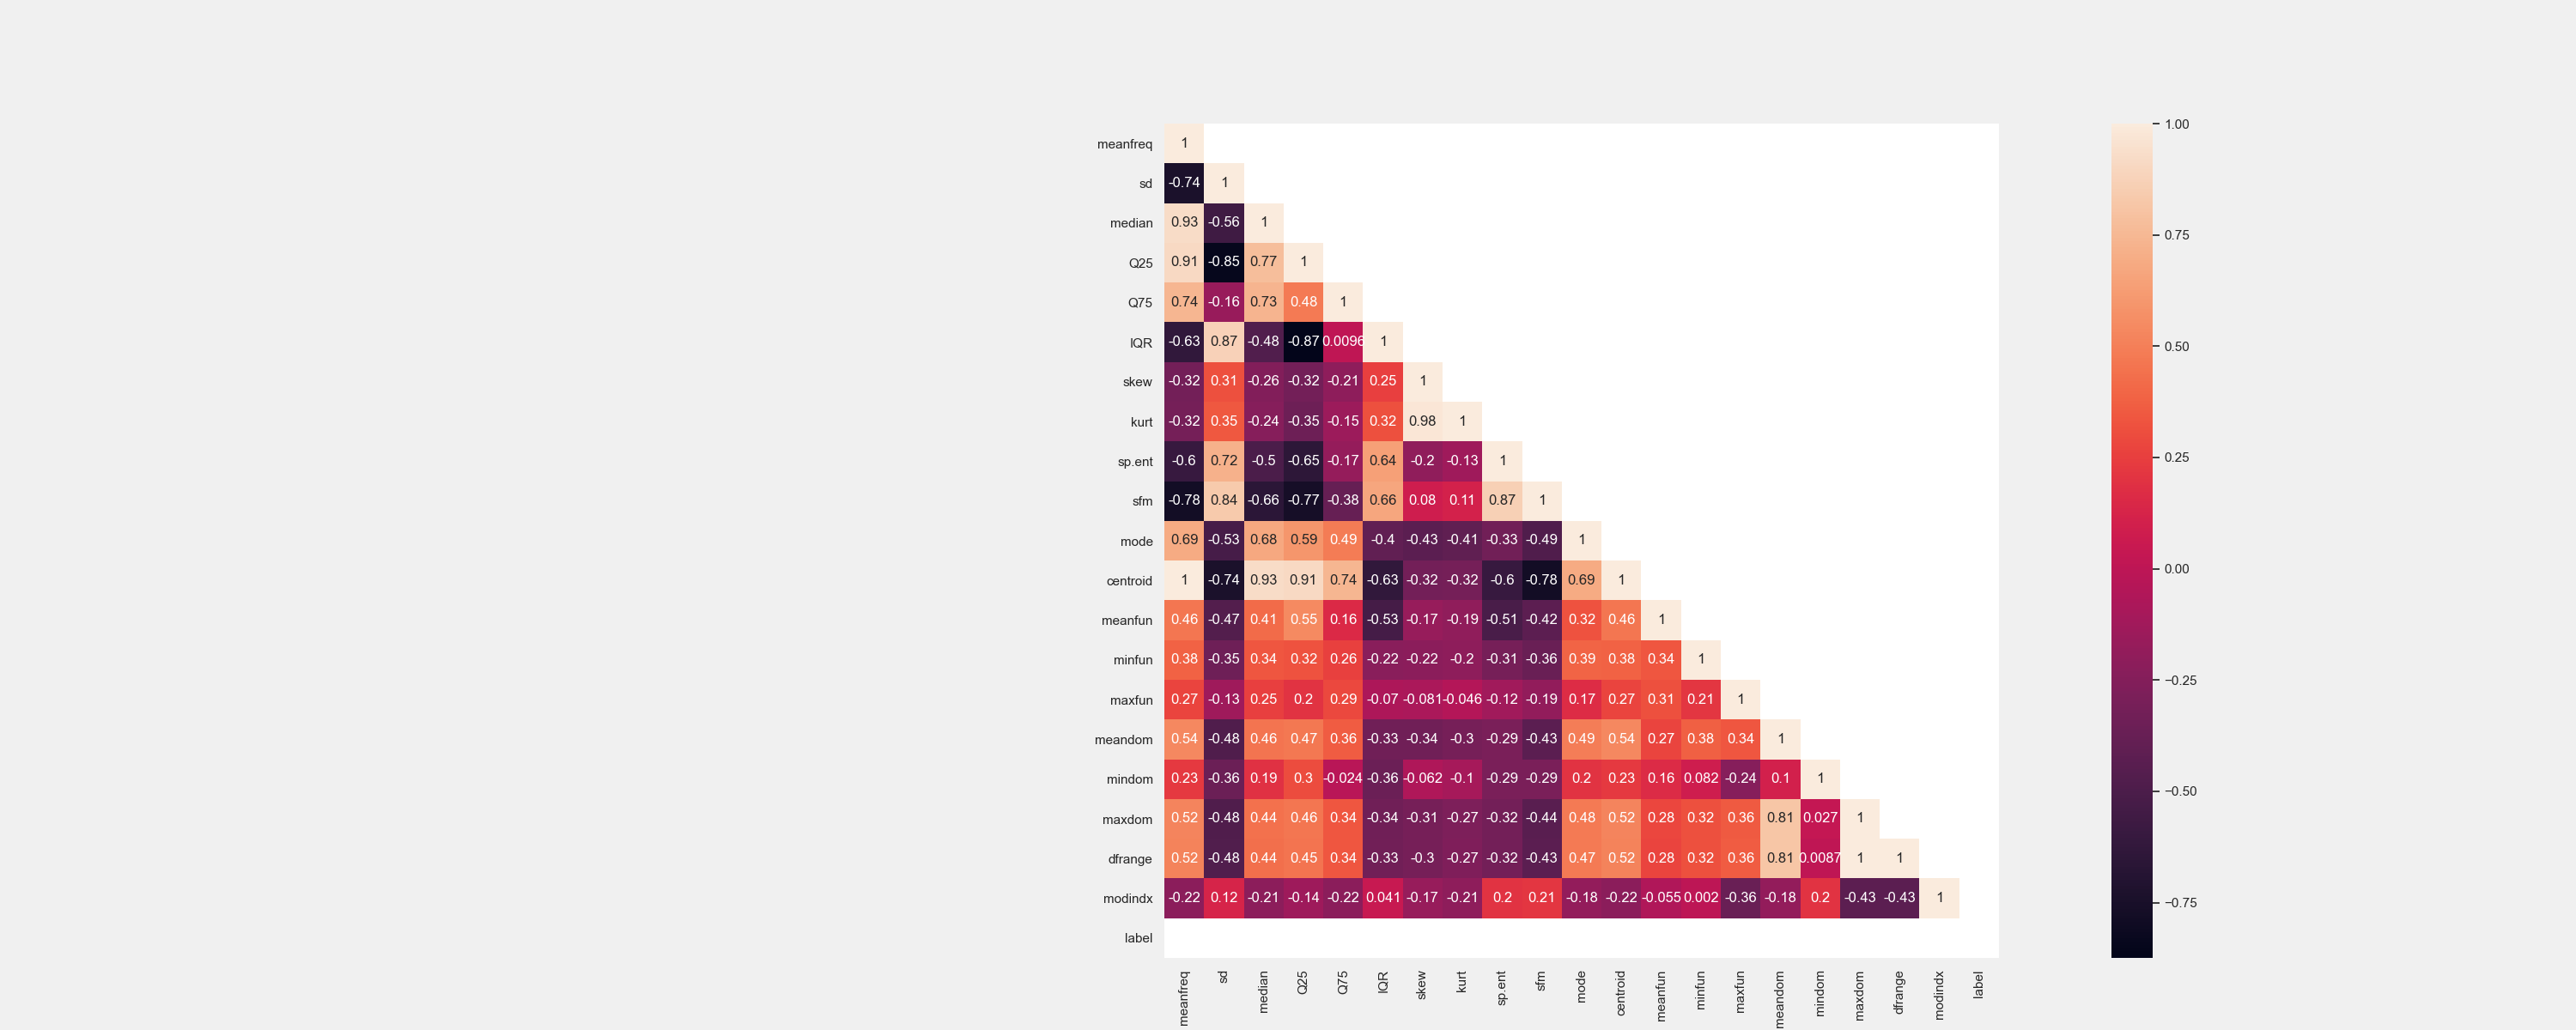 meanfreq 1
sd -0.74 1
median 0.93 -0.56 1
Q25 0.91 -0.85 0.77 1
Q75 0.74 -0.16 0.73 0.48 1
IQR -0.63 0.87 -0.48 -0.87 0.0096 1
skew -0.32 0.31 -0.26 -0.32 -0.21 0.25 1
kurt -0.32 0.35 -0.24 -0.35 -0.15 0.32 0.98 1
sp.ent -0.6 0.72 -0.5 -0.65 -0.17 0.64 -0.2 -0.13 1
sfm -0.78 0.84 -0.66 -0.77 -0.38 0.66 0.08 0.11 0.87 1
mode 0.69 -0.53 0.68 0.59 0.49 -0.4 -0.43 -0.41 -0.33 -0.49 1
centroid 1 -0.74 0.93 0.91 0.74 -0.63 -0.32 -0.32 -0.6 -0.78 0.69 1
meanfun 0.46 -0.47 0.41 0.55 0.16 -0.53 -0.17 -0.19 -0.51 -0.42 0.32 0.46 1
minfun 0.38 -0.35 0.34 0.32 0.26 -0.22 -0.22 -0.2 -0.31 -0.36 0.39 0.38 0.34 1
maxfun 0.27 -0.13 0.25 0.2 0.29 -0.07 -0.081 -0.046 -0.12 -0.19 0.17 0.27 0.31 0.21 1
meandom 0.54 -0.48 0.46 0.47 0.36 -0.33 -0.34 -0.3 -0.29 -0.43 0.49 0.54 0.27 0.38 0.34 1
mindom 0.23 -0.36 0.19 0.3 -0.024 -0.36 -0.062 -0.1 -0.29 -0.29 0.2 0.23 0.16 0.082 -0.24 0.1 1
maxdom 0.52 -0.48 0.44 0.46 0.34 -0.34 -0.31 -0.27 -0.32 -0.44 0.48 0.52 0.28 0.32 0.36 0.81 0.027 1
dfrange 0.52 -0.48 0.44 0.45 0.34 -0.33 -0.3 -0.27 -0.32 -0.43 0.47 0.52 0.28 0.32 0.36 0.81 0.0087 1 1
modindx -0.22 0.12 -0.21 -0.14 -0.22 0.041 -0.17 -0.21 0.2 0.21 -0.18 -0.22 -0.055 0.002 -0.36 -0.18 0.2 -0.43 -0.43 1
label
meanfreq sd median Q25 Q75 IQR skew kurt sp.ent sfm mode centroid meanfun minfun maxfun meandom mindom maxdom dfrange modindx label
1.00
0.75
0.50
0.25
0.00
−0.25
−0.50
−0.75